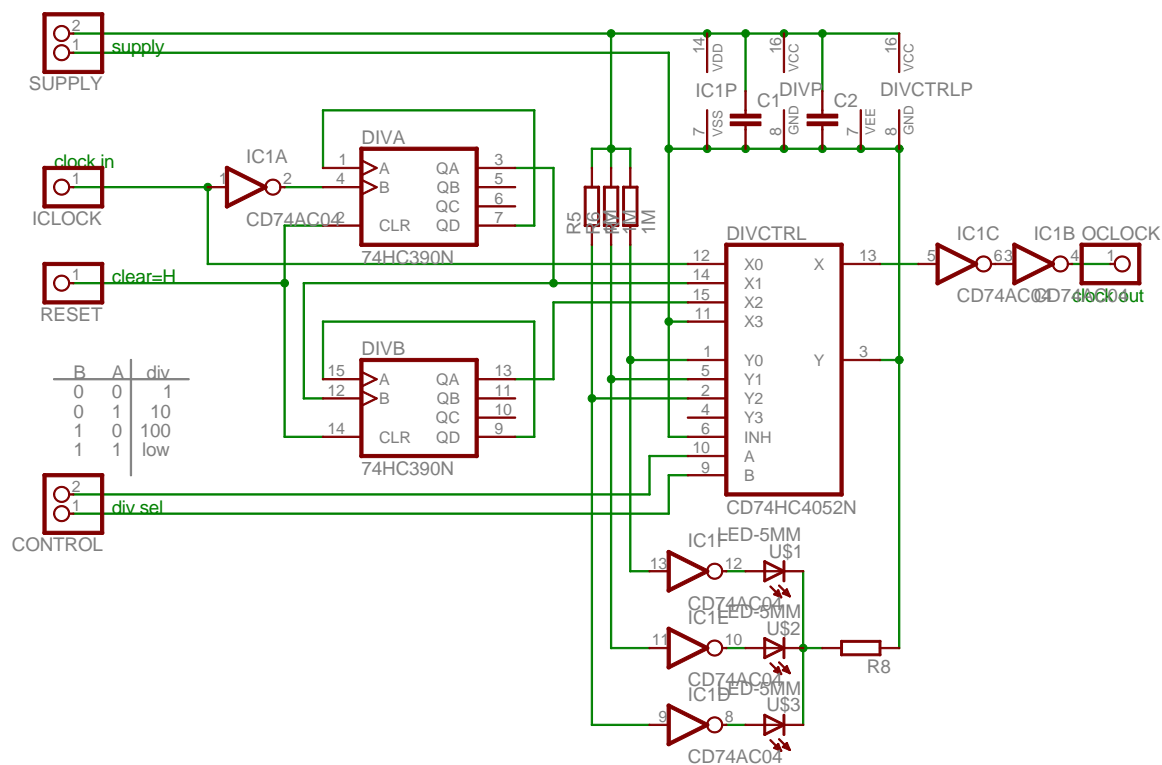 2
1
supply
SUPPLY
14
VDD
16
VCC
16
VCC
IC1P
C1
DIVP
C2
DIVCTRLP
7
VSS
8
GND
7
VEE
8
GND
clock in
1
ICLOCK
IC1A
1
2
CD74AC04
DIVA
1
A
QA
3
4
B
QB
5
QC
6
2
CLR
QD
7
74HC390N
R5
R6
1M
1M
1
clear=H
RESET
DIVCTRL
12
X0
X
13
14
X1
15
X2
11
X3
1
Y0
Y
3
5
Y1
2
Y2
4
Y3
6
INH
10
A
9
B
CD74HC4052N
IC1C
IC1B
OCLOCK
5
6
3
4
1
CD74AC04
CD74AC04
clock out
DIVB
15
A
QA
13
12
B
QB
11
QC
10
14
CLR
QD
9
74HC390N
B A div
0 0 1
0 1 10
1 0 100
1 1 low
2
1
div sel
CONTROL
IC1F
LED-5MM
U$1
13
12
CD74AC04
IC1E
LED-5MM
U$2
11
10
CD74AC04
R8
IC1D
LED-5MM
U$3
9
8
CD74AC04